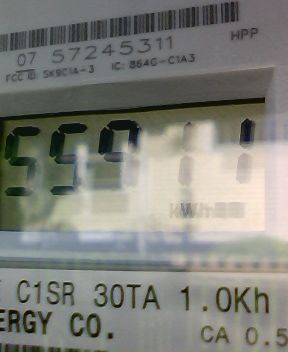 07 57245311
HPP
FCC ID: SK9C1A-3 IC: 864G-C1A3
55911
kWh
C1SR 30TA 1.0Kh
ERGY CO.
CA 0.5